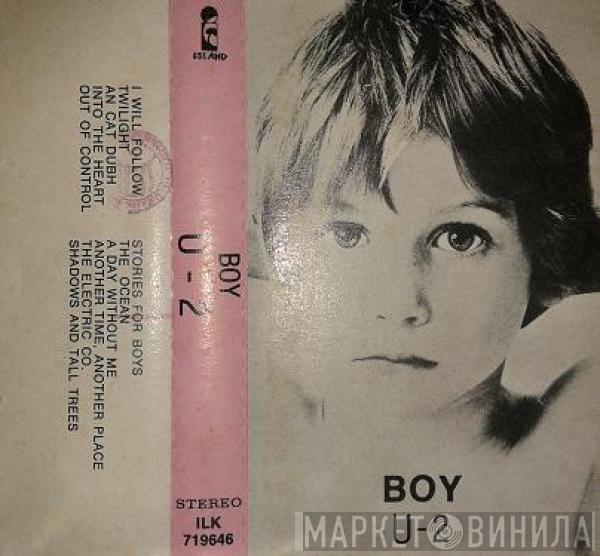 I WILL FOLLOW
TWILIGHT
AN CAT DUBH
INTO THE HEART
OUT OF CONTROL
STORIES FOR BOYS
THE OCEAN
A DAY WITHOUT ME
ANOTHER TIME, ANOTHER PLACE
THE ELECTRIC CO.
SHADOWS AND TALL TREES
ISLAND
BOY
U-2
STEREO
ILK
719646
BOY
U-2
МАРКЕТ ВИНИЛА